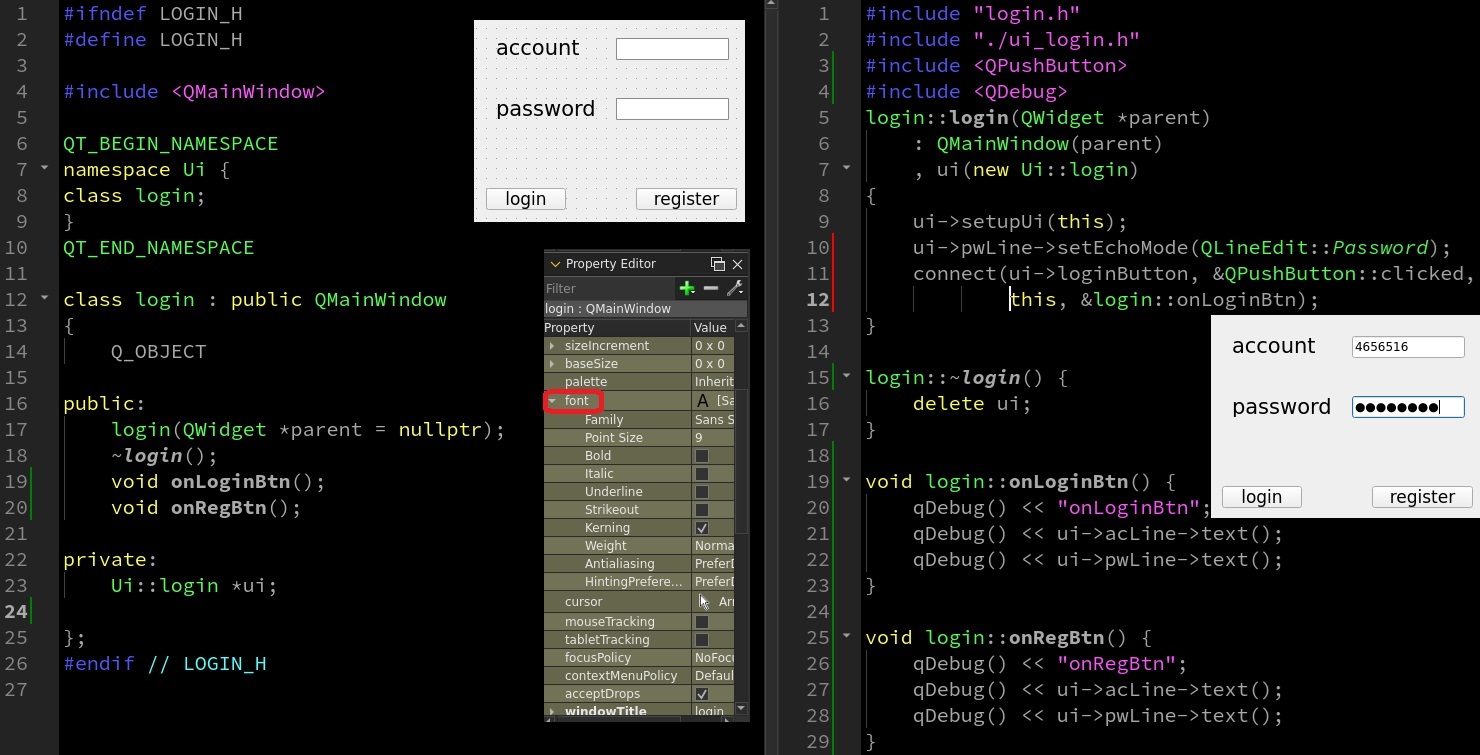 1 #ifndef LOGIN_H
2 #define LOGIN_H
3
4 #include <QMainWindow>
5
6 QT_BEGIN_NAMESPACE
7 namespace Ui {
8 class login;
9 }
10 QT_END_NAMESPACE
11
12 class login : public QMainWindow
13 {
14 Q_OBJECT
15
16 public:
17 login(QWidget *parent = nullptr);
18 ~login();
19 void onLoginBtn();
20 void onRegBtn();
21
22 private:
23 Ui::login *ui;
24
25 };
26 #endif // LOGIN_H
27
account
password
login register
Property Editor
Filter
login : QMainWindow
Property Value
sizeIncrement 0 x 0
baseSize 0 x 0
palette Inherit
font A [Sa
Family Sans S
Point Size 9
Bold
Italic
Underline
Strikeout
Kerning
Weight Norma
Antialiasing PreferD
HintingPrefere... PreferD
cursor Arr
mouseTracking
tabletTracking
focusPolicy NoFocu
contextMenuPolicy Defaul
acceptDrops
windowTitle login
1 #include "login.h"
2 #include "./ui_login.h"
3 #include <QPushButton>
4 #include <QDebug>
5 login::login(QWidget *parent)
6 : QMainWindow(parent)
7 , ui(new Ui::login)
8 {
9 ui->setupUi(this);
10 ui->pwLine->setEchoMode(QLineEdit::Password);
11 connect(ui->loginButton, &QPushButton::clicked,
12 this, &login::onLoginBtn);
13 }
14
15 login::~login() {
16 delete ui;
17 }
18
19 void login::onLoginBtn() {
20 qDebug() << "onLoginBtn";
21 qDebug() << ui->acLine->text();
22 qDebug() << ui->pwLine->text();
23 }
24
25 void login::onRegBtn() {
26 qDebug() << "onRegBtn";
27 qDebug() << ui->acLine->text();
28 qDebug() << ui->pwLine->text();
29 }
account 4656516
password ●●●●●●●●
login register